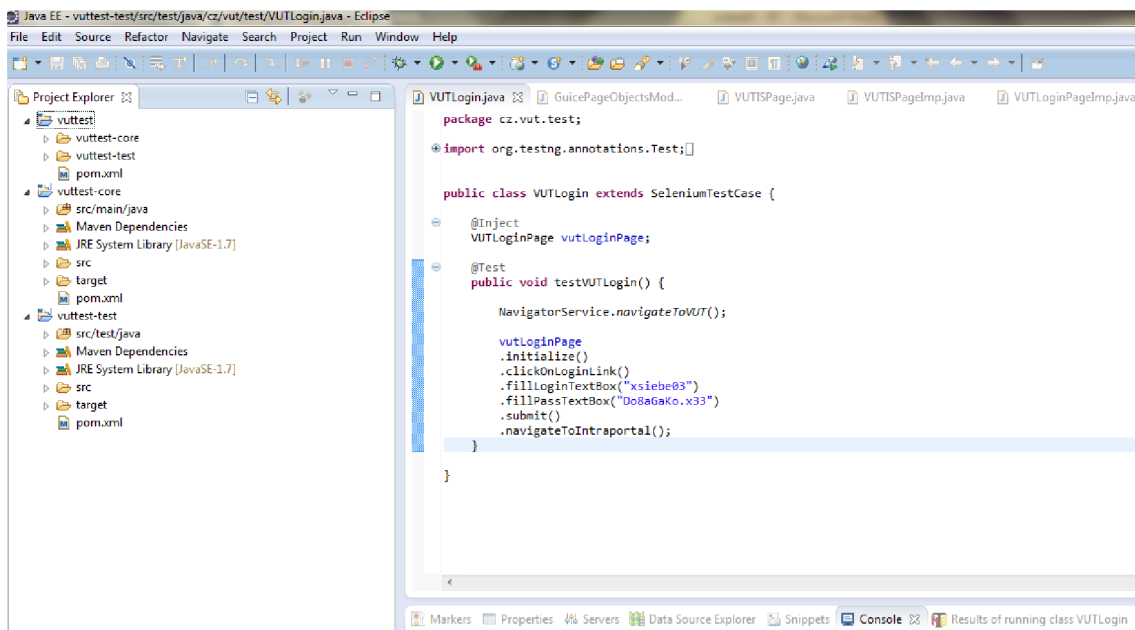 Java EE - vuttest-test/src/test/java/cz/vut/test/VUTLogin.java - Eclipse
File Edit Source Refactor Navigate Search Project Run Window Help
Project Explorer
vuttest
vuttest-core
vuttest-test
pom.xml
vuttest-core
src/main/java
Maven Dependencies
JRE System Library [JavaSE-1.7]
src
target
pom.xml
vuttest-test
src/test/java
Maven Dependencies
JRE System Library [JavaSE-1.7]
src
target
pom.xml
VUTLogin.java GuicePageObjectsMod... VUTISPage.java VUTISPageImp.java VUTLoginPageImp.java
package cz.vut.test;
import org.testng.annotations.Test;
public class VUTLogin extends SeleniumTestCase {
@Inject
VUTLoginPage vutLoginPage;
@Test
public void testVUTLogin() {
NavigatorService.navigateToVUT();
vutLoginPage
.initialize()
.clickOnLoginLink()
.fillLoginTextBox("xsiebe03")
.fillPassTextBox("Do8aGaKo.x33")
.submit()
.navigateToIntraportal();
}
}
Markers Properties Servers Data Source Explorer Snippets Console Results of running class VUTLogin